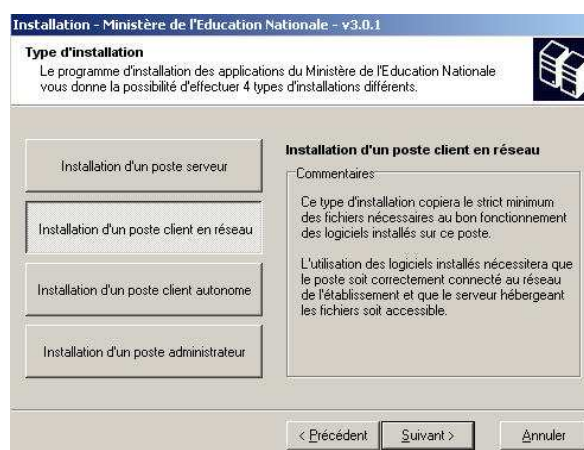 Installation - Ministère de l'Education Nationale - v3.0.1
Type d'installation
Le programme d'installation des applications du Ministère de l'Education Nationale
vous donne la possibilité d'effectuer 4 types d'installations différents.
Installation d'un poste serveur
Installation d'un poste client en réseau
Installation d'un poste client autonome
Installation d'un poste administrateur
Installation d'un poste client en réseau
Commentaires
Ce type d'installation copiera le strict minimum
des fichiers nécessaires au bon fonctionnement
des logiciels installés sur ce poste.
L'utilisation des logiciels installés nécessitera que
le poste soit correctement connecté au réseau
de l'établissement et que le serveur hébergeant
les fichiers soit accessible.
< Précédent
Suivant >
Annuler